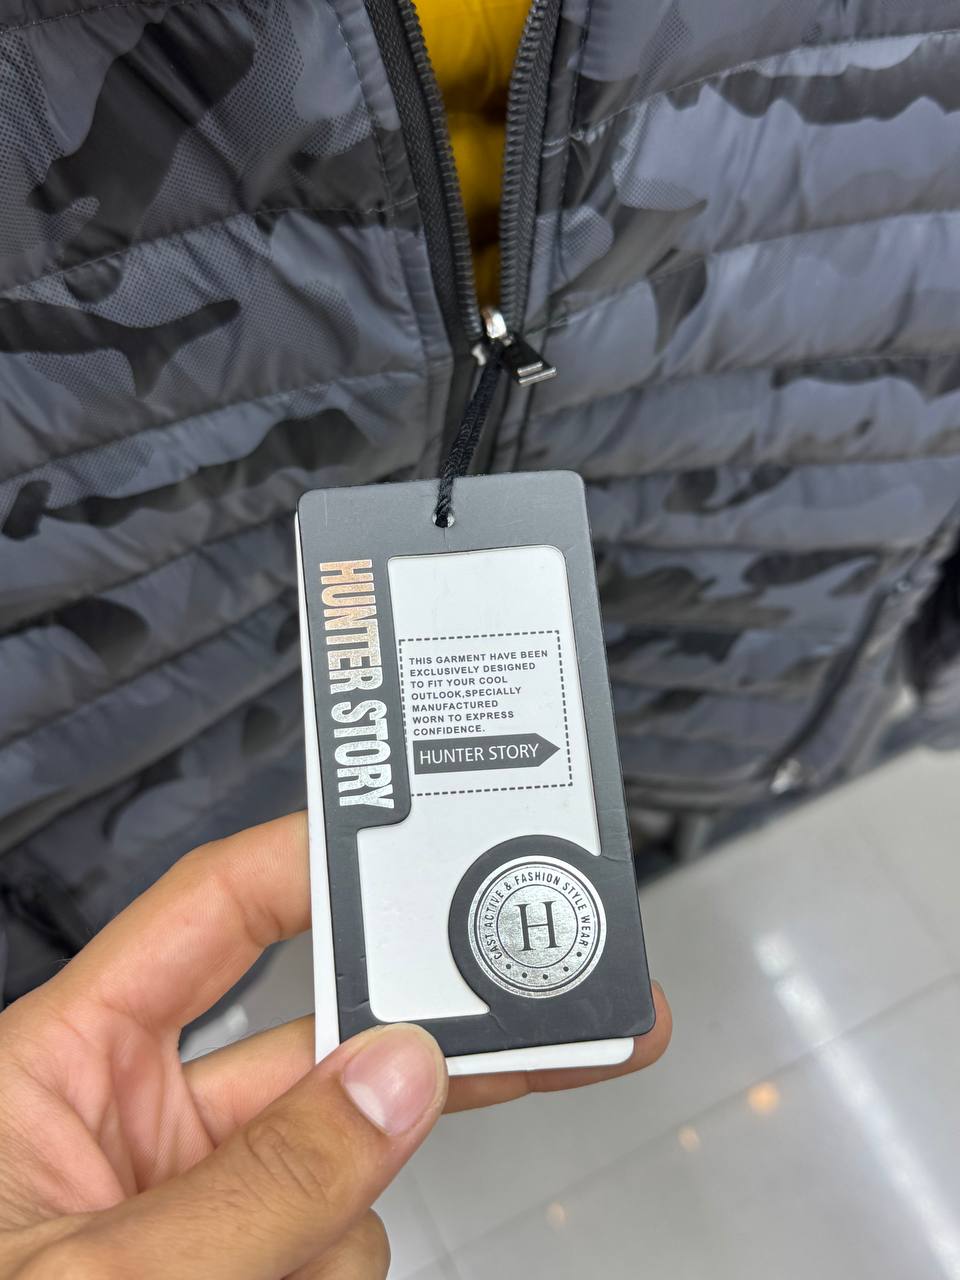 HUNTER STORY
THIS GARMENT HAVE BEEN
EXCLUSIVELY DESIGNED
TO FIT YOUR COOL
OUTLOOK,SPECIALLY
MANUFACTURED
WORN TO EXPRESS
CONFIDENCE.
HUNTER STORY
CAST ACTIVE & FASHION STYLE WEAR
H